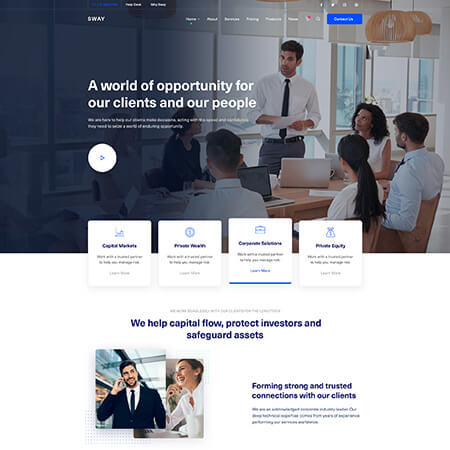 Help Desk Why Sway
SWAY
Home About Services Pricing Products News Contact Us
A world of opportunity for
our clients and our people
We are here to help our clients make decisions, acting with the speed and confidence
they need to seize a world of enduring opportunity.
Capital Markets
Work with a trusted partner
to help you manage risk.
Learn More
Private Wealth
Work with a trusted partner
to help you manage risk.
Learn More
Corporate Solutions
Work with a trusted partner
to help you manage risk.
Learn More
Private Equity
Work with a trusted partner
to help you manage risk.
Learn More
WE WORK SEAMLESSLY WITH OUR CLIENTS FOR THE LONG TERM
We help capital flow, protect investors and
safeguard assets
Forming strong and trusted
connections with our clients
We are an acknowledged corporate industry leader. Our
deep technical expertise comes from years of experience
performing our services worldwide.